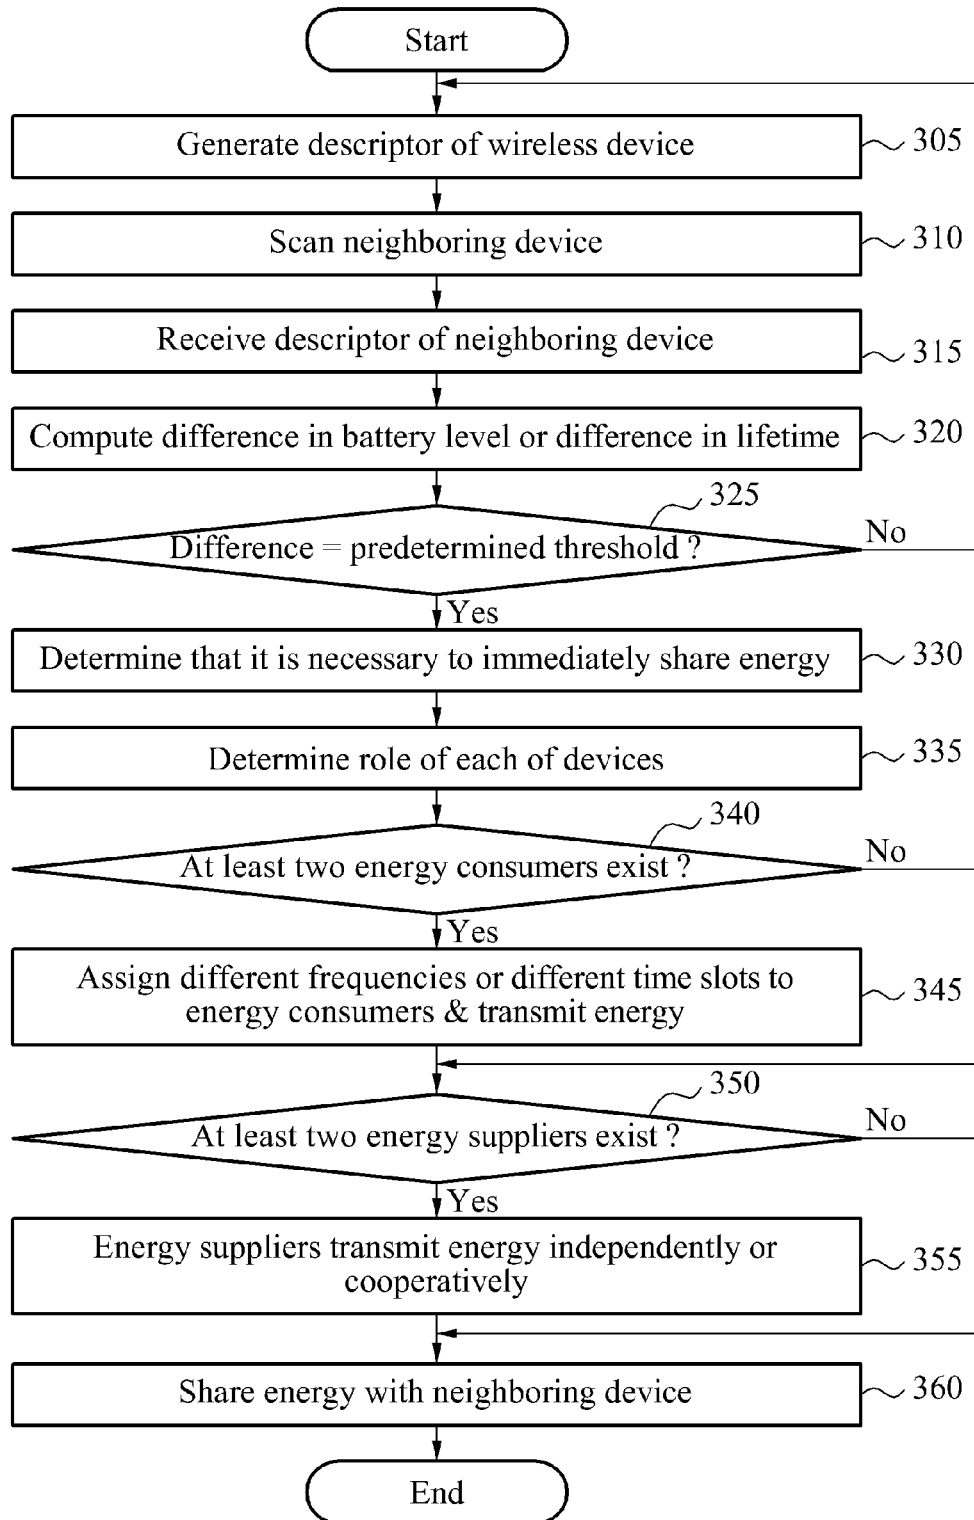 Start
Generate descriptor of wireless device
305
Scan neighboring device
310
Receive descriptor of neighboring device
315
Compute difference in battery level or difference in lifetime
320
325
Difference = predetermined threshold ?
No
Yes
Determine that it is necessary to immediately share energy
330
Determine role of each of devices
335
340
At least two energy consumers exist ?
No
Yes
Assign different frequencies or different time slots to
energy consumers & transmit energy
345
350
At least two energy suppliers exist ?
No
Yes
Energy suppliers transmit energy independently or
cooperatively
355
Share energy with neighboring device
360
End